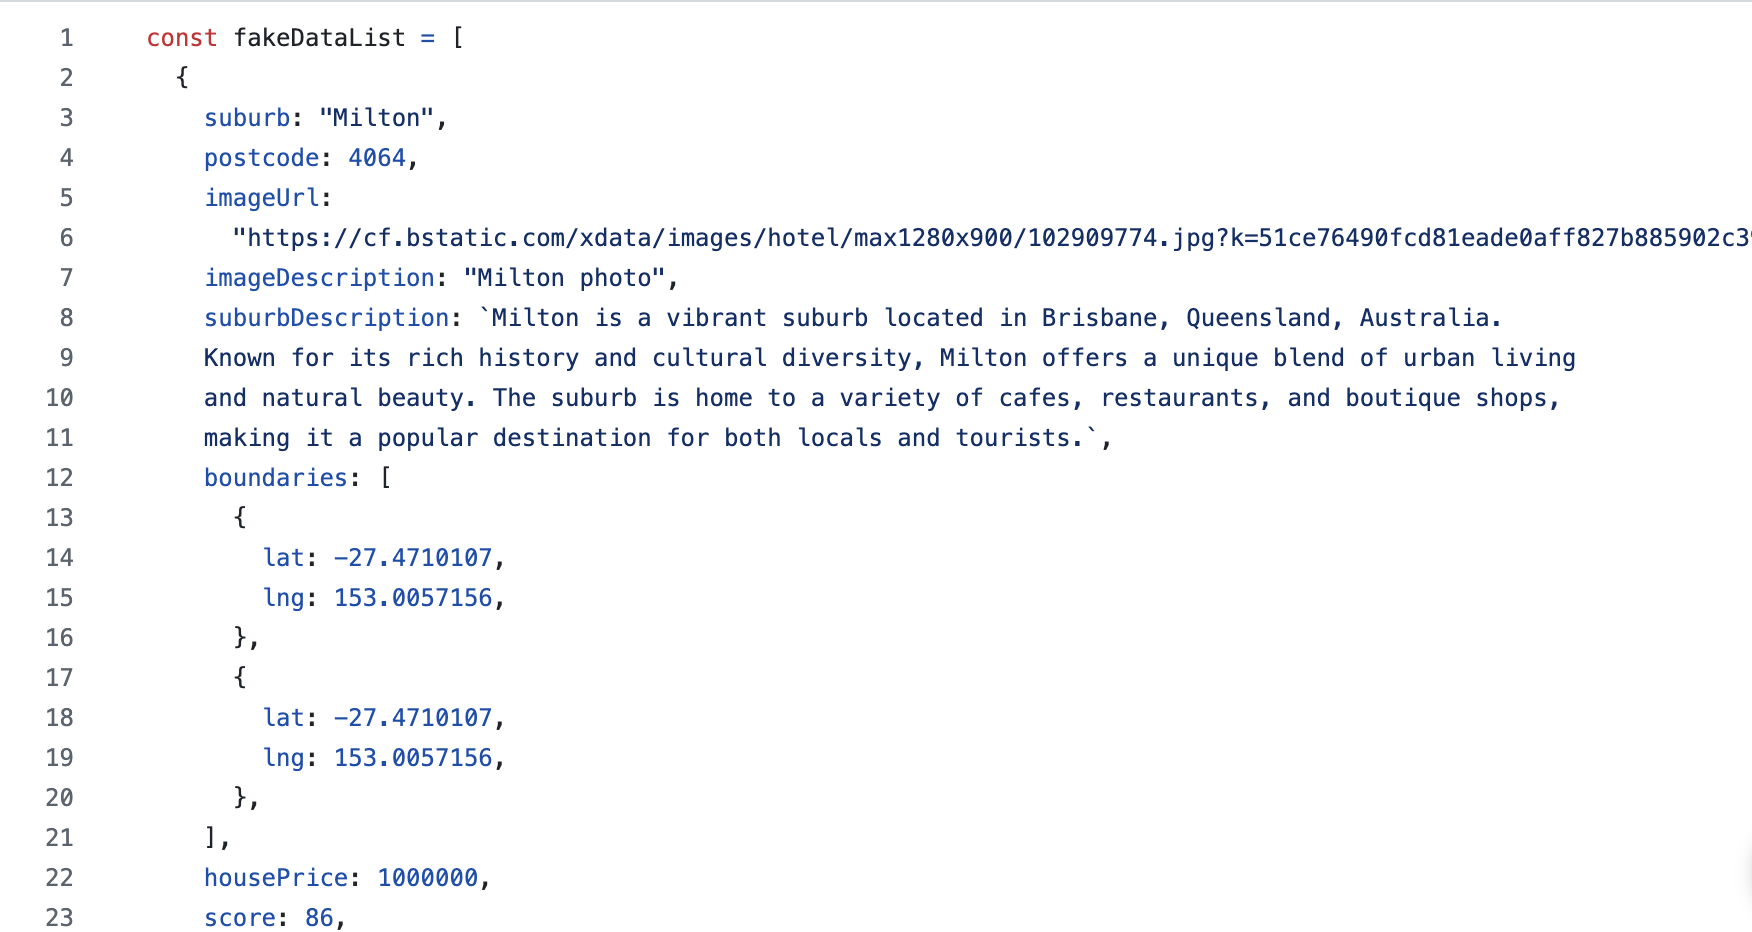 1 const fakeDataList = [
2 {
3 suburb: "Milton",
4 postcode: 4064,
5 imageUrl:
6 "https://cf.bstatic.com/xdata/images/hotel/max1280x900/102909774.jpg?k=51ce76490fcd81eade0aff827b885902c3
7 imageDescription: "Milton photo",
8 suburbDescription: `Milton is a vibrant suburb located in Brisbane, Queensland, Australia.
9 Known for its rich history and cultural diversity, Milton offers a unique blend of urban living
10 and natural beauty. The suburb is home to a variety of cafes, restaurants, and boutique shops,
11 making it a popular destination for both locals and tourists.`,
12 boundaries: [
13 {
14 lat: -27.4710107,
15 lng: 153.0057156,
16 },
17 {
18 lat: -27.4710107,
19 lng: 153.0057156,
20 },
21 ],
22 housePrice: 1000000,
23 score: 86,